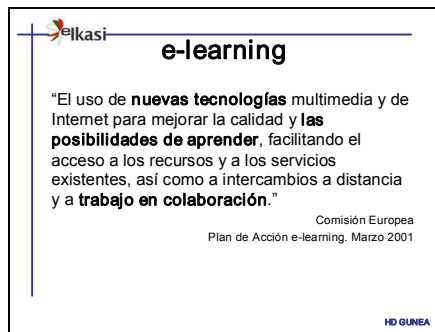 elkasi
e-learning
“El uso de nuevas tecnologías multimedia y de
Internet para mejorar la calidad y las
posibilidades de aprender, facilitando el
acceso a los recursos y a los servicios
existentes, así como a intercambios a distancia
y a trabajo en colaboración.”
Comisión Europea
Plan de Acción e-learning. Marzo 2001
HD GUNEA